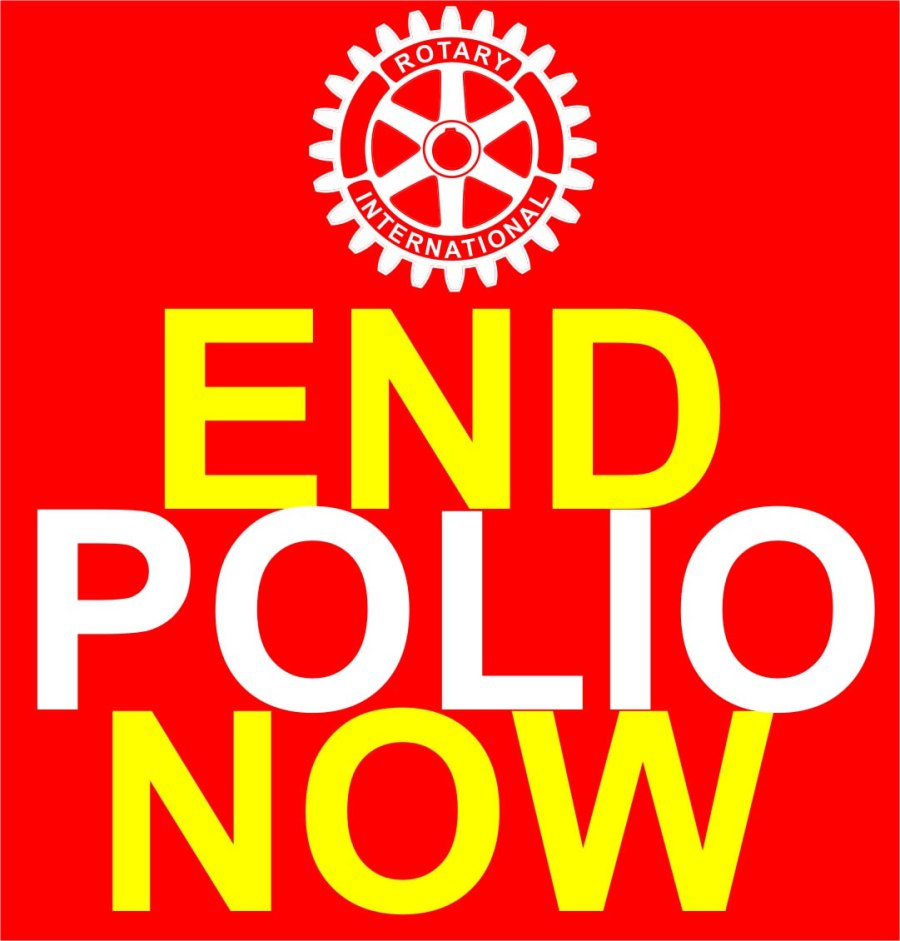 ROTARY
INTERNATIONAL
END
POLIO
NOW